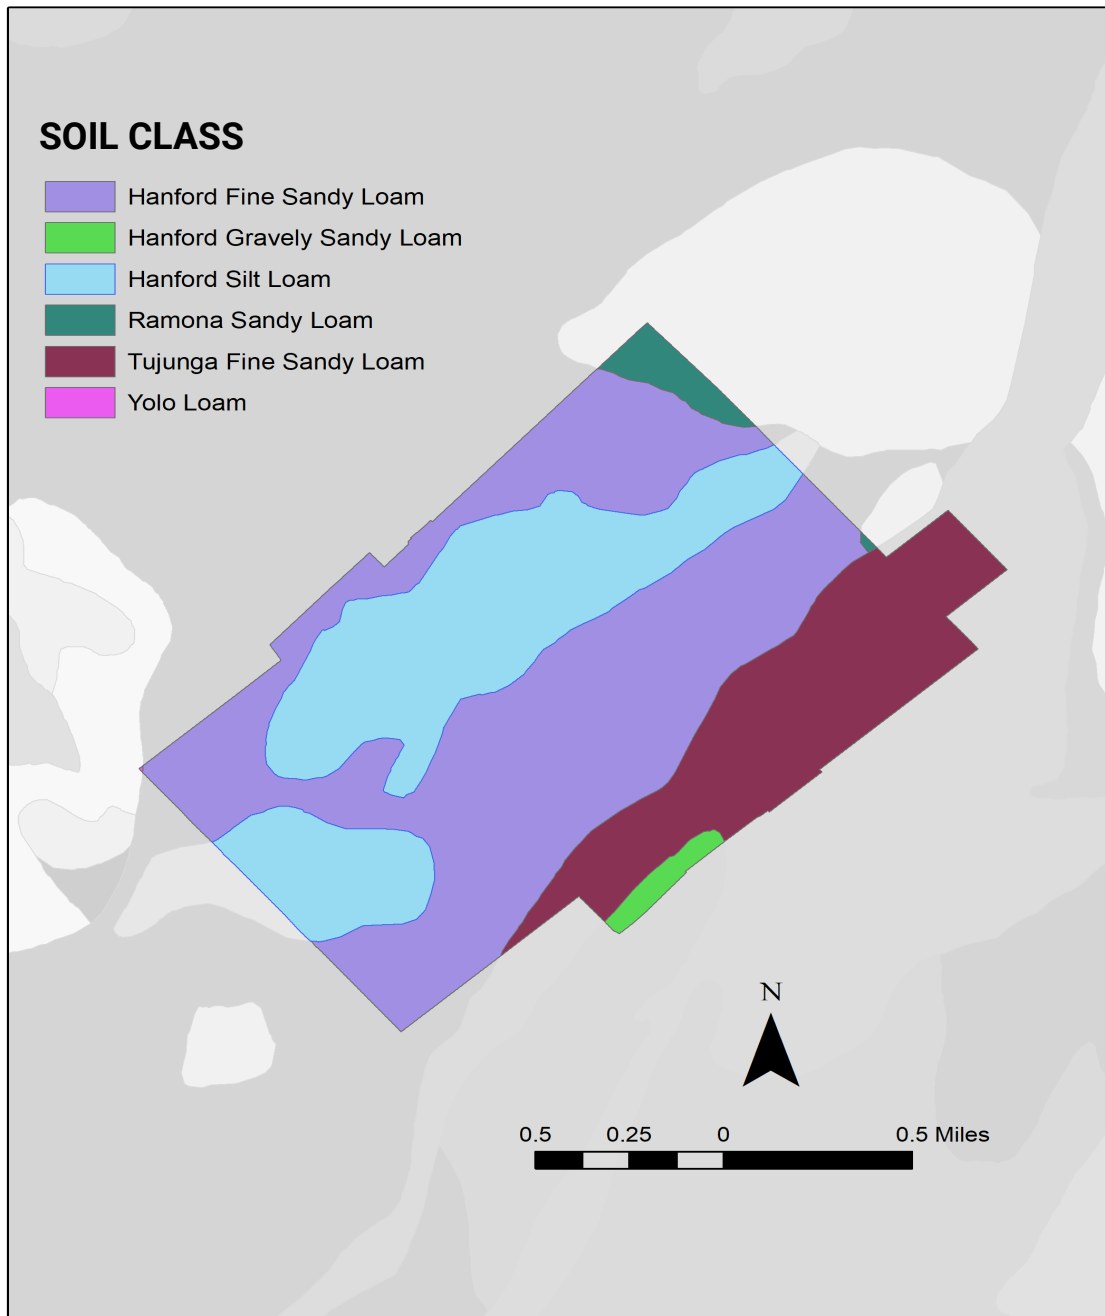 SOIL CLASS
Hanford Fine Sandy Loam
Hanford Gravely Sandy Loam
Hanford Silt Loam
Ramona Sandy Loam
Tujunga Fine Sandy Loam
Yolo Loam
N
0.5 0.25 0 0.5 Miles